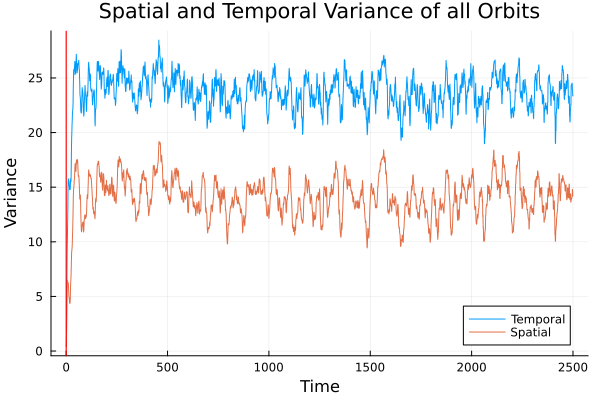 Spatial and Temporal Variance of all Orbits
Variance
25
20
15
10
5
0
Temporal
Spatial
0 500 1000 1500 2000 2500
Time